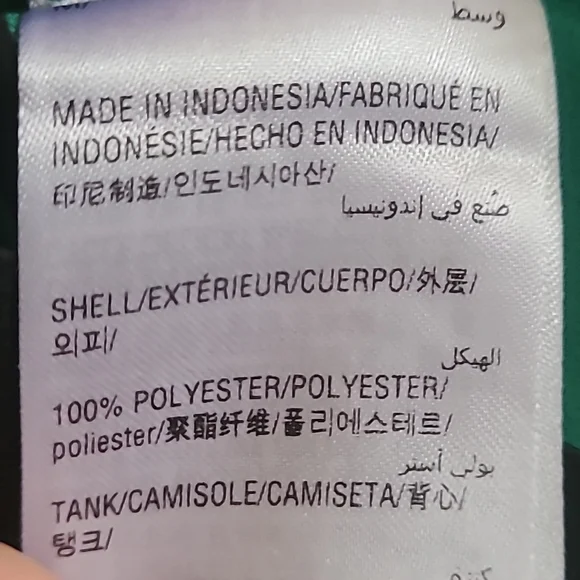 وسط
MADE IN INDONESIA/FABRIQUÉ EN
INDONÉSIE/HECHO EN INDONESIA/
印尼制造/인도네시아산/
صُنع في إندونيسيا
SHELL/EXTÉRIEUR/CUERPO/外层/
외피/
الهيكل
100% POLYESTER/POLYESTER/
poliester/聚酯纤维/폴리에스테르/
بولي أستر
TANK/CAMISOLE/CAMISETA/背心/
탱크/